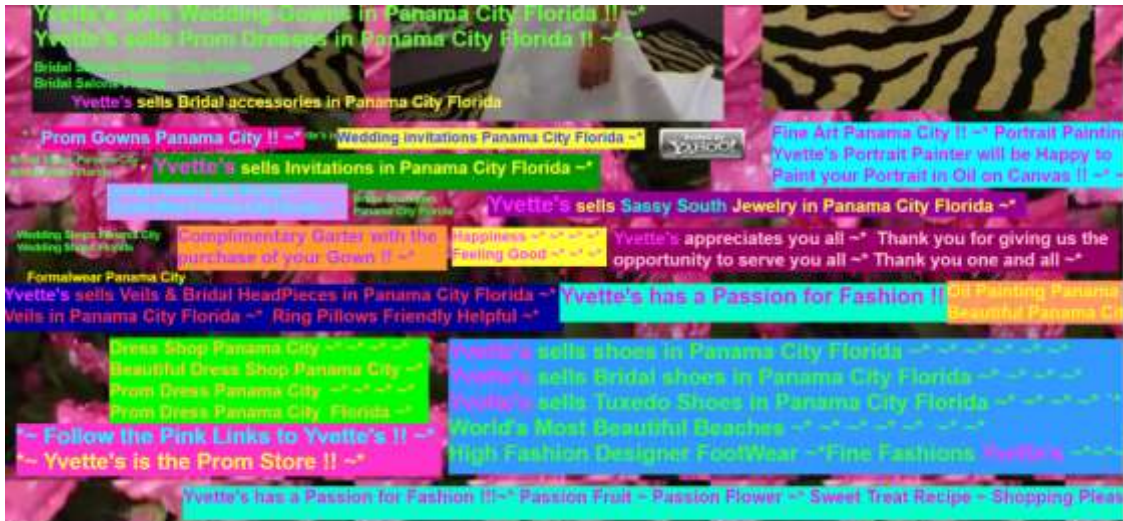 Yvette's sells Wedding Gowns in Panama City Florida !! ~*
Yvette's sells Prom Dresses in Panama City Florida !! ~*~*
Bridal Salons
Yvette's sells Bridal accessories in Panama City Florida
Prom Gowns Panama City !! ~*
Wedding invitations Panama City Florida ~*
YAHOO!
Fine Art Panama City !! ~* Portrait Paintin
Yvette's Portrait Painter will be Happy to
Paint your Portrait in Oil on Canvas !! ~* ~
* Yvette's sells Invitations in Panama City Florida ~*
Panama City Florida
Yvette's sells Sassy South Jewelry in Panama City Florida ~*
Wedding Shops Panama City
Wedding Shops Florida
Complimentary Garter with the
purchase of your Gown !! ~*
Happiness ~* ~* ~* ~*
Feeling Good ~* ~* ~*
Yvette's appreciates you all ~* Thank you for giving us the
opportunity to serve you all ~* Thank you one and all ~*
Formalwear Panama City
Yvette's sells Veils & Bridal HeadPieces in Panama City Florida ~*
Veils in Panama City Florida ~* Ring Pillows Friendly Helpful ~*
Yvette's has a Passion for Fashion !!
Oil Painting Panama
Beautiful Panama Cit
Dress Shop Panama City ~* ~* ~* ~*
Beautiful Dress Shop Panama City ~*
Prom Dress Panama City ~* ~* ~* ~*
Prom Dress Panama City Florida ~*
*~ Follow the Pink Links to Yvette's !! ~*
*~ Yvette's is the Prom Store !! ~*
Yvette's sells shoes in Panama City Florida ~* ~* ~* ~* ~*
Yvette's sells Bridal shoes in Panama City Florida ~* ~* ~* ~*
Yvette's sells Tuxedo Shoes in Panama City Florida ~* ~* ~* ~*
World's Most Beautiful Beaches ~* ~* ~* ~* ~* ~*
High Fashion Designer FootWear ~*Fine Fashions Yvette's ~*~*~
Yvette's has a Passion for Fashion !!!~* Passion Fruit ~ Passion Flower ~* Sweet Treat Recipe ~ Shopping Pleas